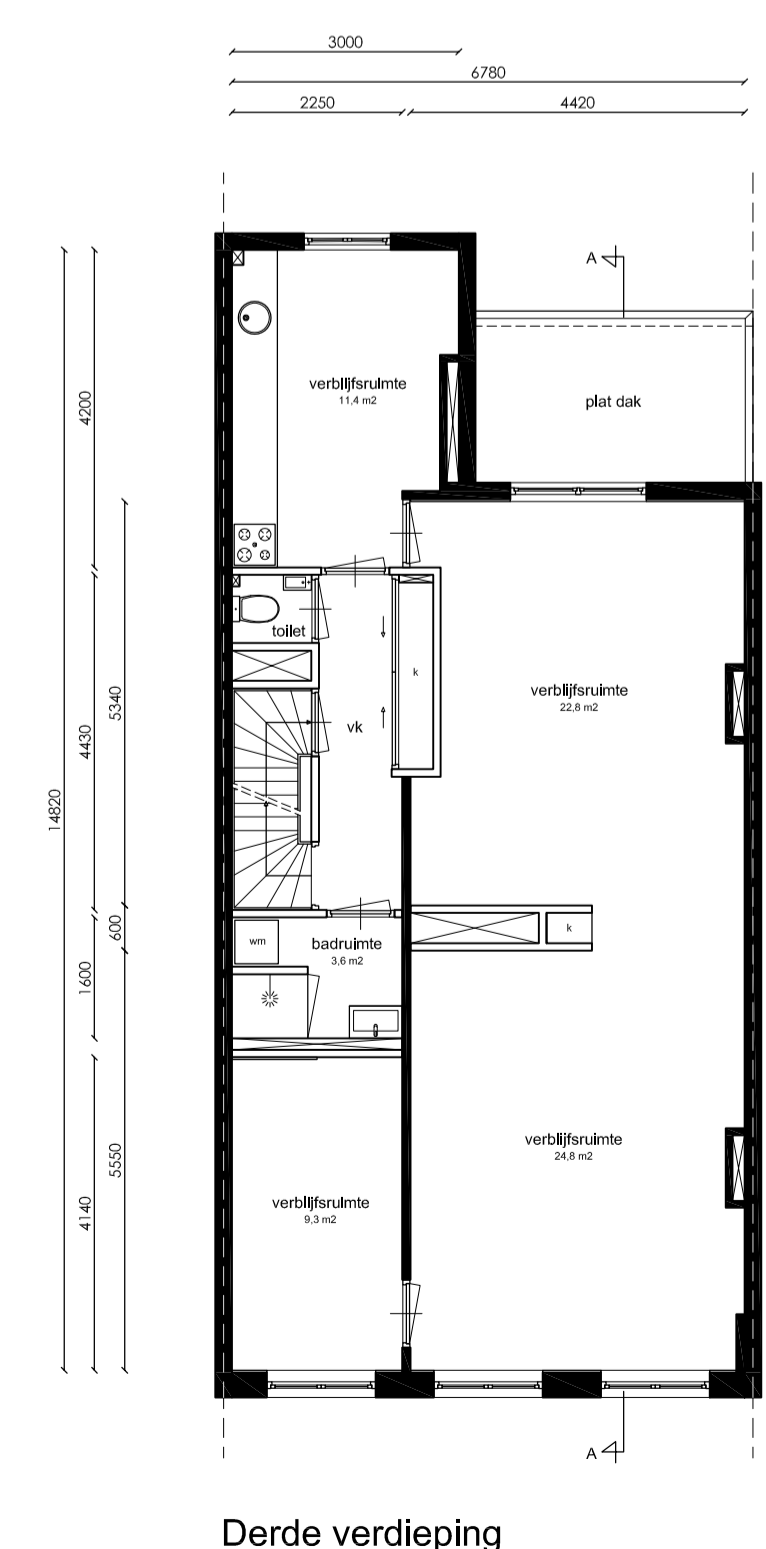 3000
6780
2250
4420
A
verblijfsruimte
11,4 m2
plat dak
4200
toilet
k
verblijfsruimte
22,8 m2
5340
vk
4430
14820
600
wm
badruimte
3,6 m2
k
1600
verblijfsruimte
24,8 m2
5550
verblijfsruimte
9,3 m2
4140
A
Derde verdieping